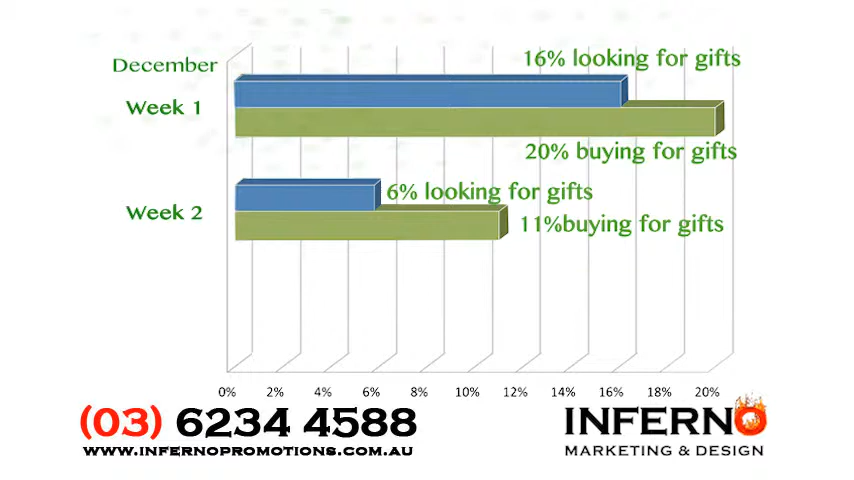 16% looking for gifts
December
Week 1
20% buying for gifts
6% looking for gifts
Week 2
11%buying for gifts
0% 2% 4% 6% 8% 10% 12% 14% 16% 18% 20%
(03) 6234 4588
WWW.INFERNOPROMOTIONS.COM.AU
INFERNO
MARKETING & DESIGN